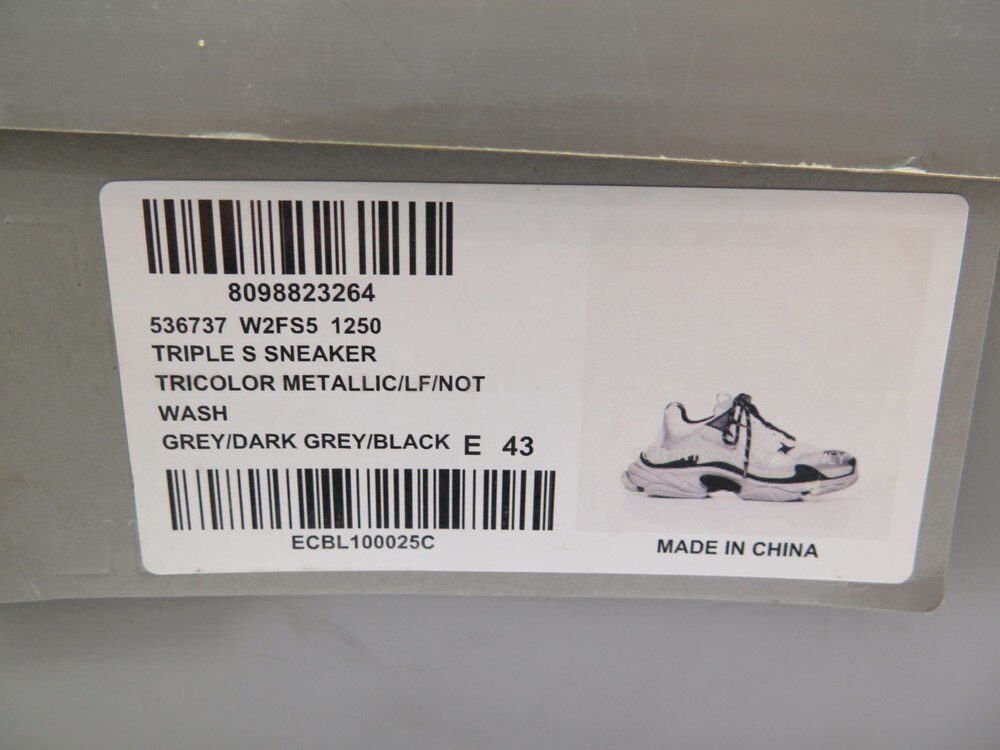 8098823264
536737 W2FS5 1250
TRIPLE S SNEAKER
TRICOLOR METALLIC/LF/NOT
WASH
GREY/DARK GREY/BLACK E 43
ECBL100025C
MADE IN CHINA